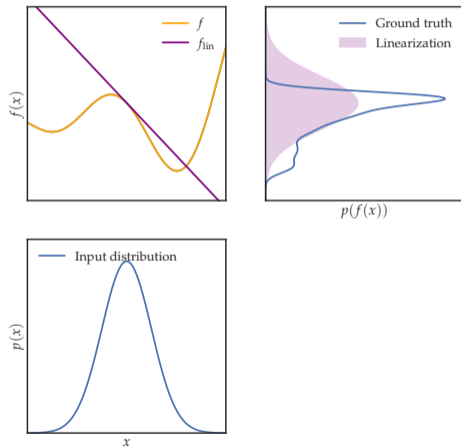 f
f_lin
f(x)
Ground truth
Linearization
p(f(x))
Input distribution
p(x)
x